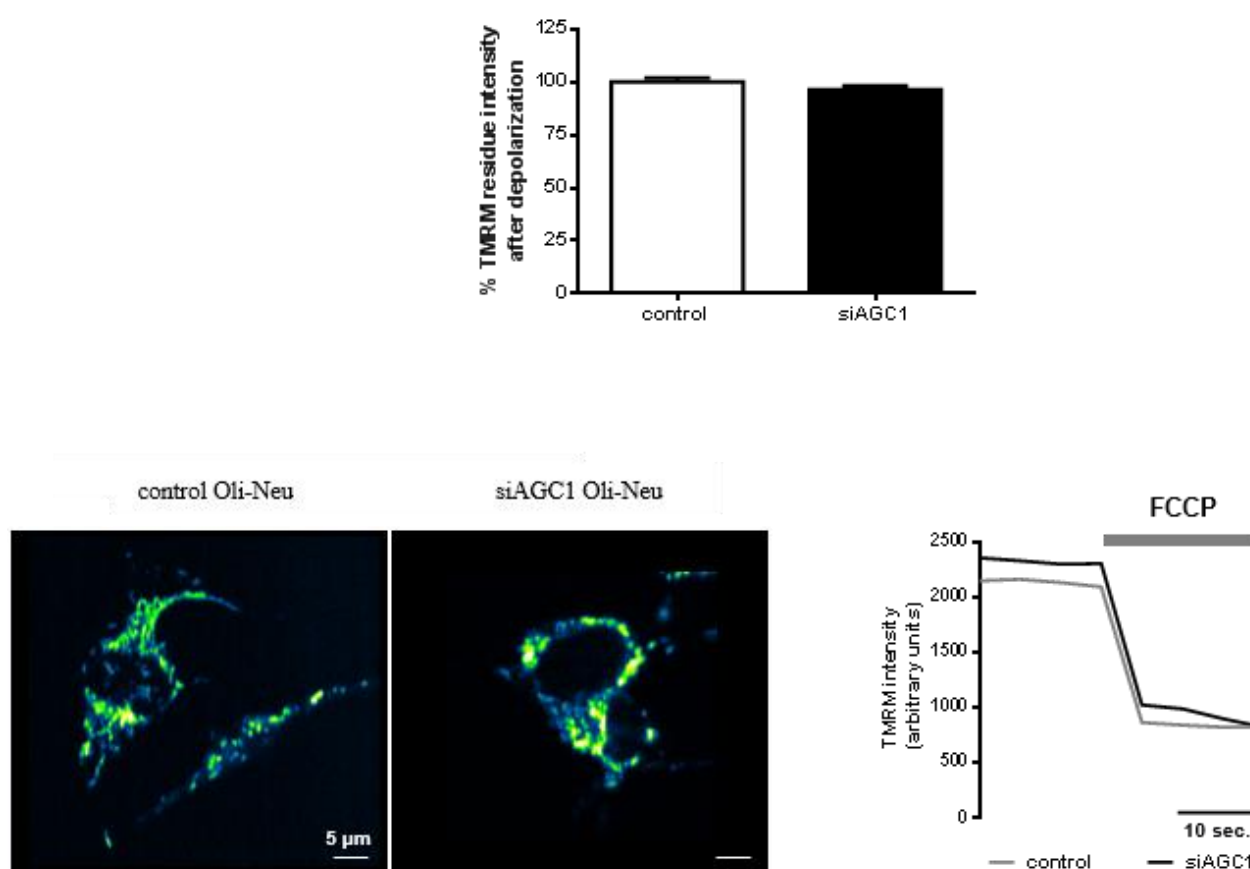 % TMRM residue intensity
after depolarization
125
100
75
50
25
0
control
siAGC1
control Oli-Neu
siAGC1 Oli-Neu
5 µm
FCCP
TMRM intensity
(arbitrary units)
2500
2000
1500
1000
500
0
10 sec.
control
siAGC1